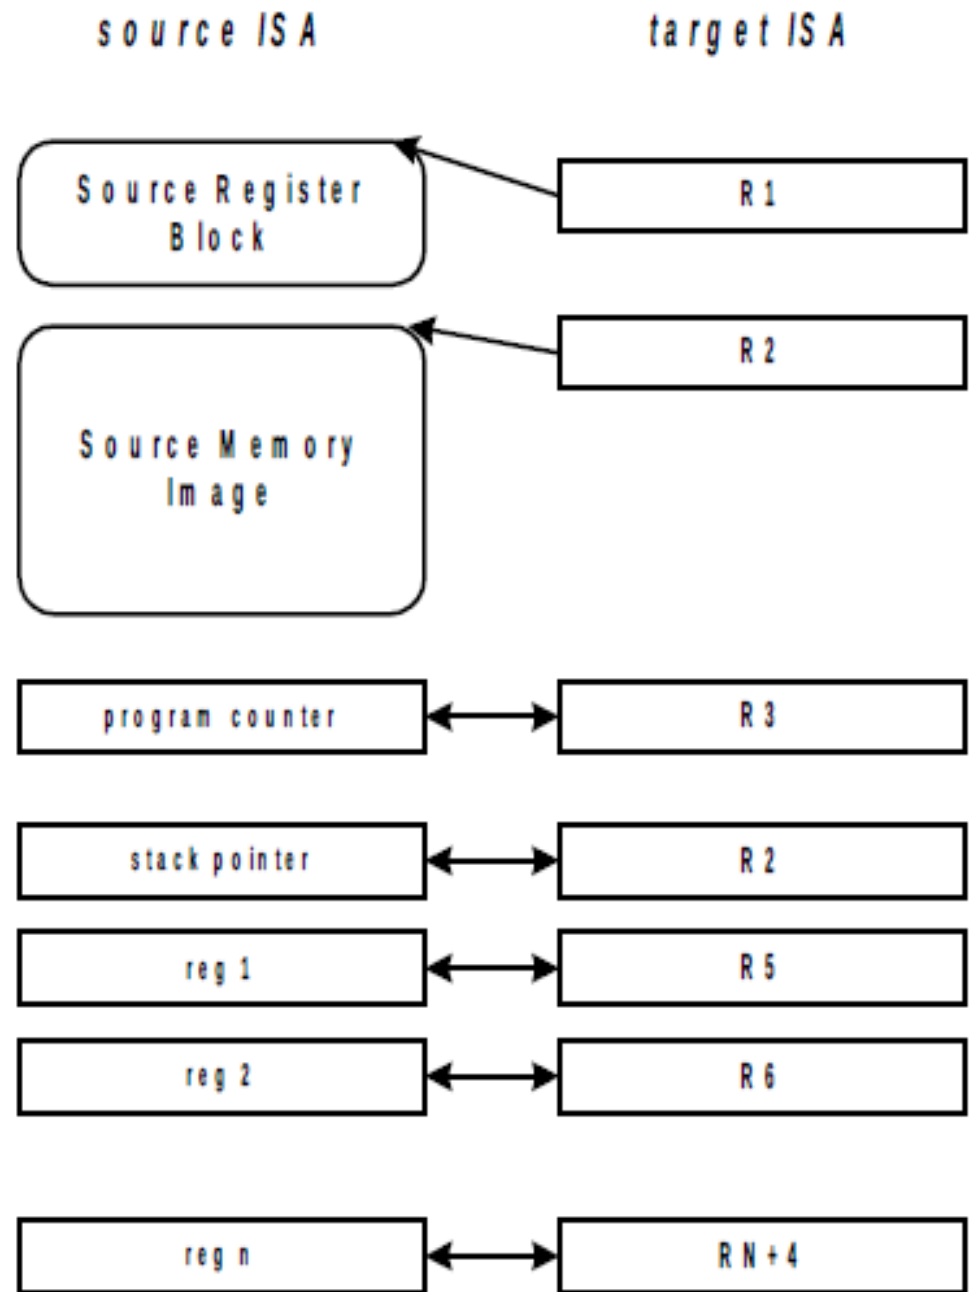 source ISA
target ISA
Source Register
Block
R1
Source Memory
Image
R2
program counter
R3
stack pointer
R2
reg 1
R5
reg 2
R6
reg n
RN+4